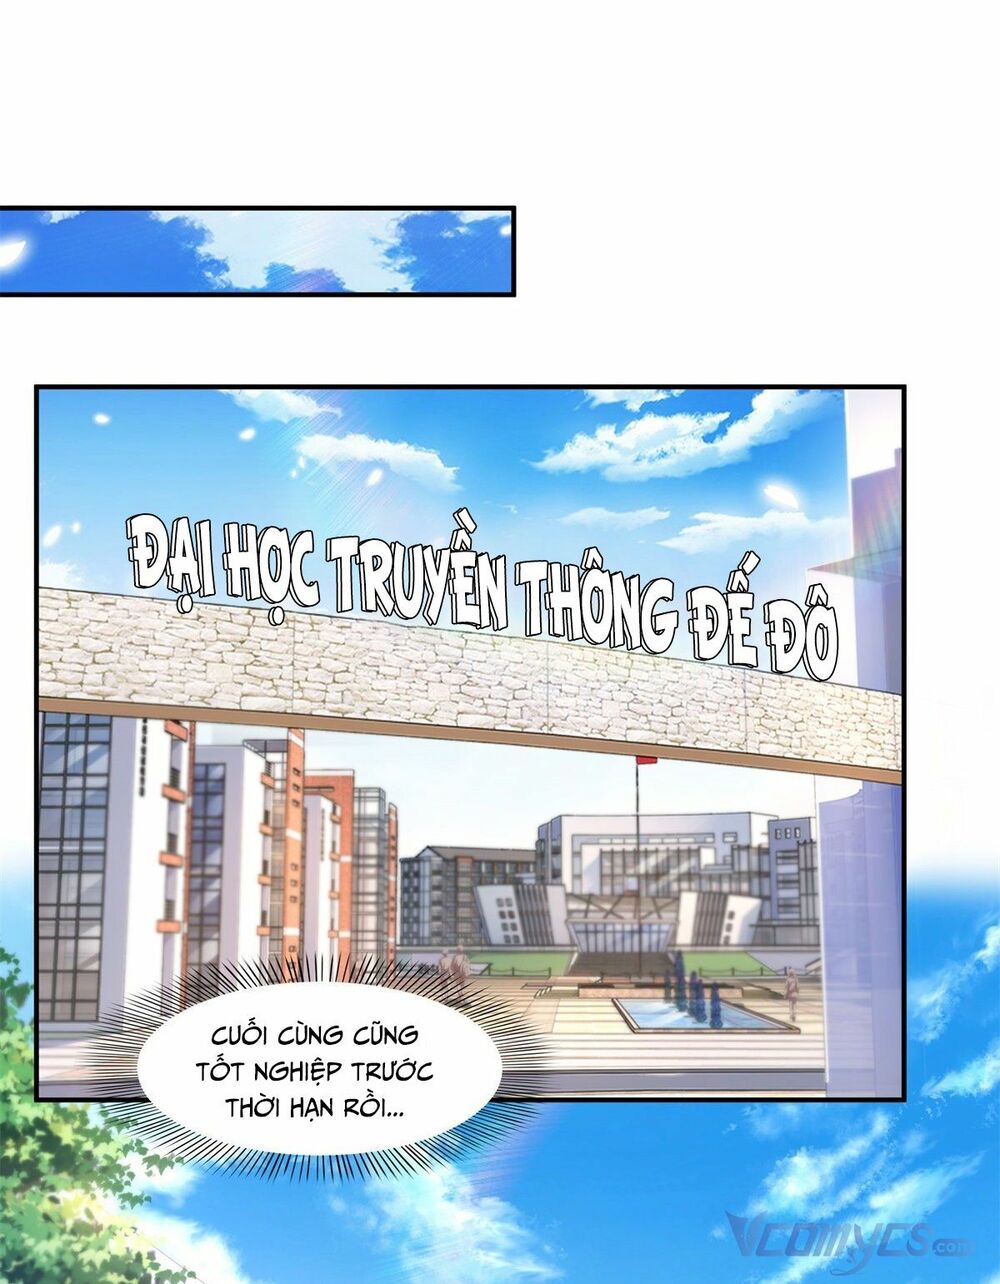 ĐẠI HỌC TRUYỀN THÔNG ĐẾ ĐÔ
CUỐI CÙNG CŨNG
TỐT NGHIỆP TRƯỚC
THỜI HẠN RỒI...
VCOMYCS.COM